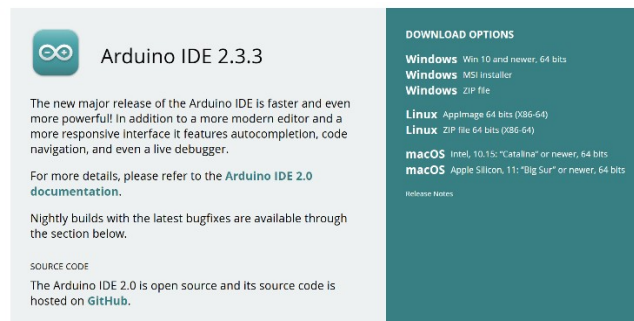 Arduino IDE 2.3.3
The new major release of the Arduino IDE is faster and even
more powerful! In addition to a more modern editor and a
more responsive interface it features autocompletion, code
navigation, and even a live debugger.
For more details, please refer to the Arduino IDE 2.0
documentation.
Nightly builds with the latest bugfixes are available through
the section below.
SOURCE CODE
The Arduino IDE 2.0 is open source and its source code is
hosted on GitHub.
DOWNLOAD OPTIONS
Windows Win 10 and newer, 64 bits
Windows MSI installer
Windows ZIP file
Linux AppImage 64 bits (X86-64)
Linux ZIP file 64 bits (X86-64)
macOS Intel, 10.15: “Catalina” or newer, 64 bits
macOS Apple Silicon, 11: “Big Sur” or newer, 64 bits
Release Notes